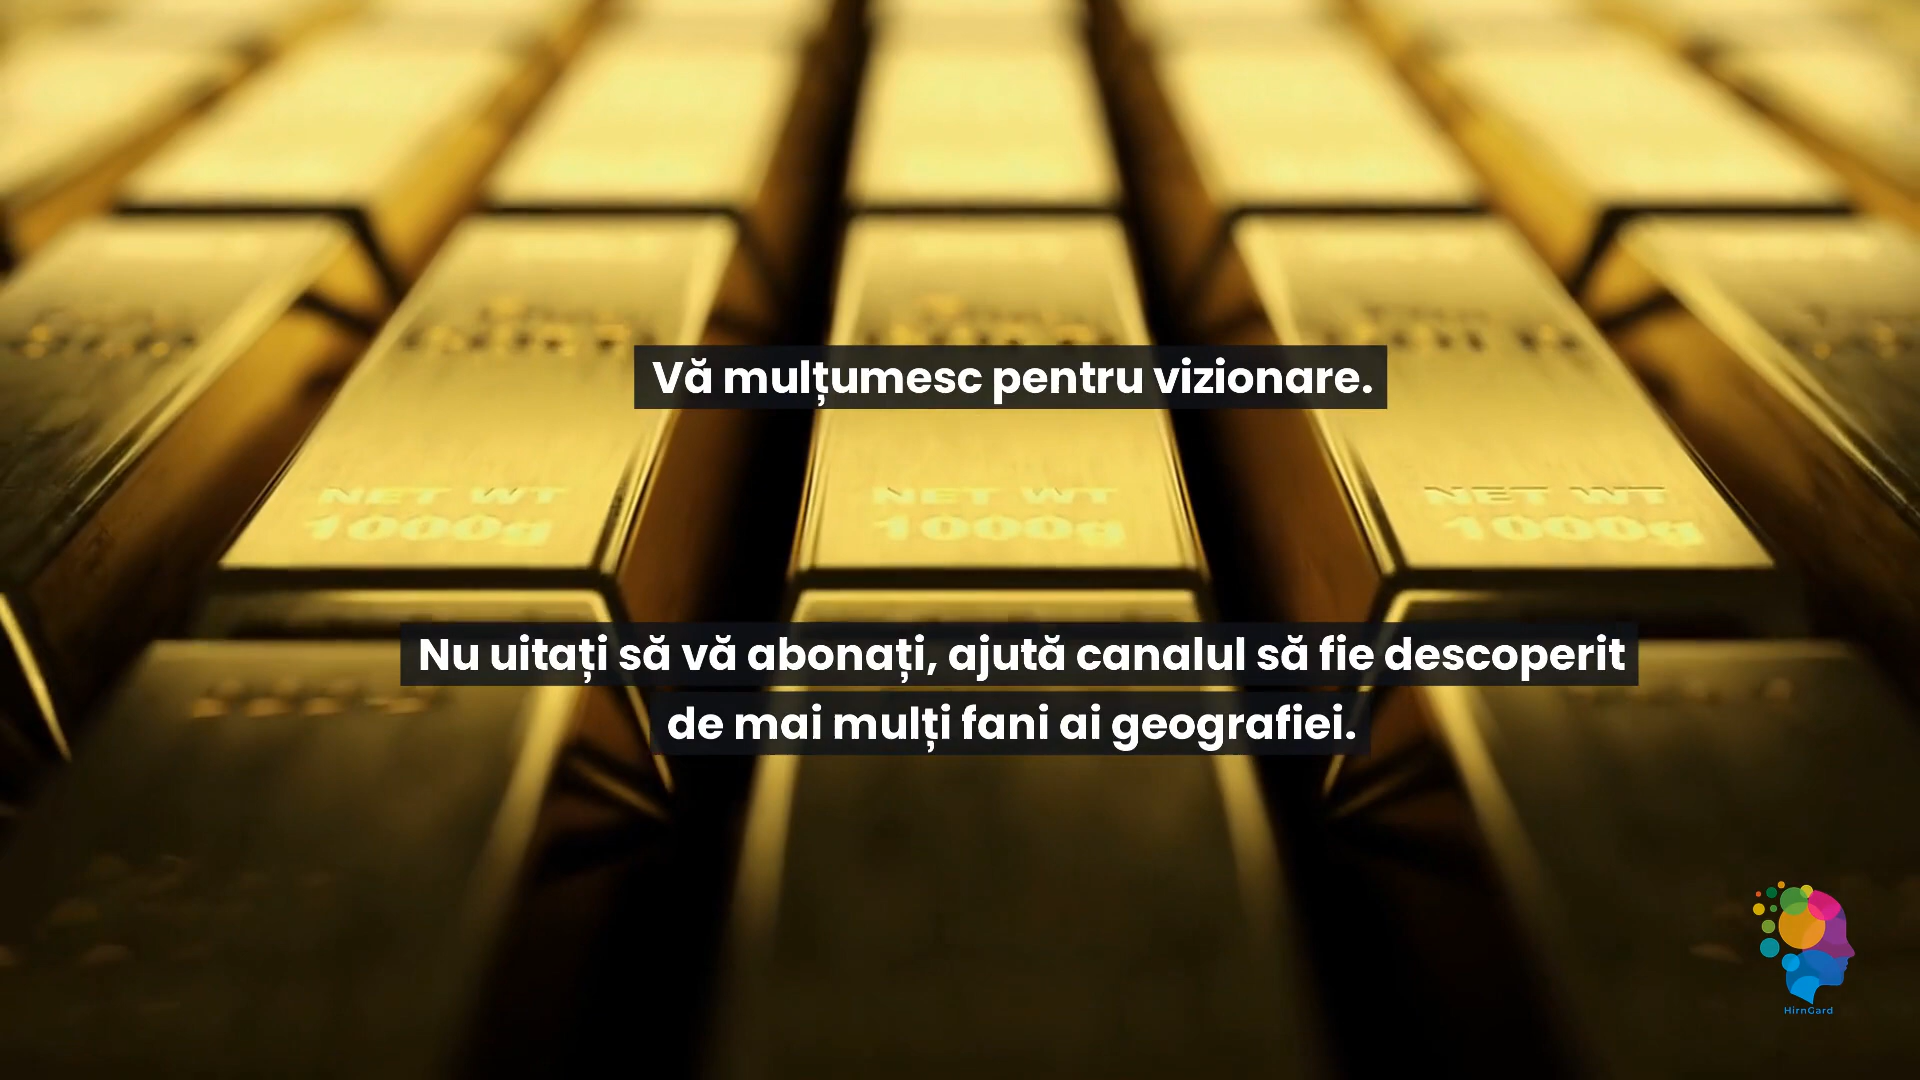 Vă mulțumesc pentru vizionare.
NET WT NET WT NET WT
1000g 1000g 1000g
Nu uitați să vă abonați, ajută canalul să fie descoperit
de mai mulți fani ai geografiei.
HirnGard